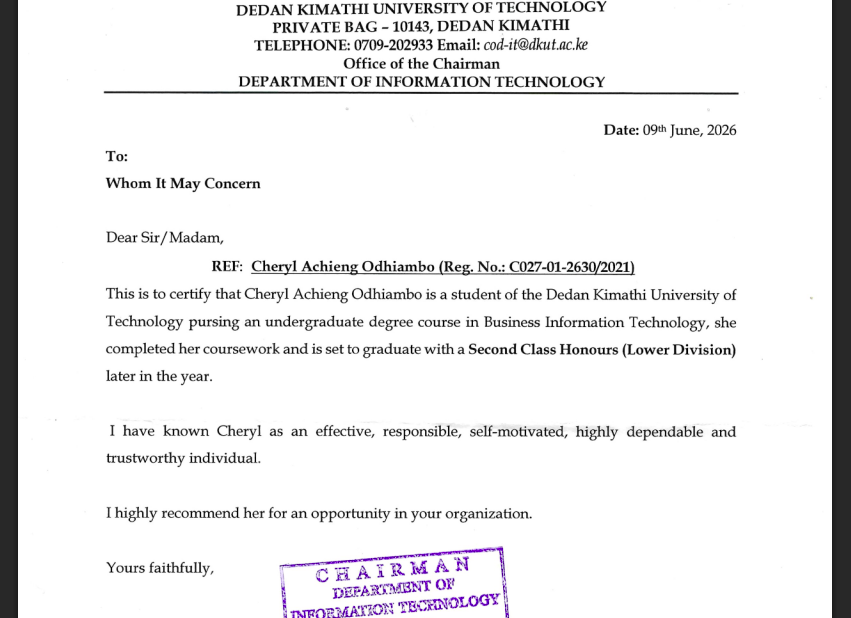 DEDAN KIMATHI UNIVERSITY OF TECHNOLOGY
PRIVATE BAG – 10143, DEDAN KIMATHI
TELEPHONE: 0709-202933 Email: cod-it@dkut.ac.ke
Office of the Chairman
DEPARTMENT OF INFORMATION TECHNOLOGY
Date: 09th June, 2026
To:
Whom It May Concern
Dear Sir/Madam,
REF: Cheryl Achieng Odhiambo (Reg. No.: C027-01-2630/2021)
This is to certify that Cheryl Achieng Odhiambo is a student of the Dedan Kimathi University of
Technology pursing an undergraduate degree course in Business Information Technology, she
completed her coursework and is set to graduate with a Second Class Honours (Lower Division)
later in the year.
I have known Cheryl as an effective, responsible, self-motivated, highly dependable and
trustworthy individual.
I highly recommend her for an opportunity in your organization.
Yours faithfully,
CHAIRMAN
DEPARTMENT OF
INFORMATION TECHNOLOGY